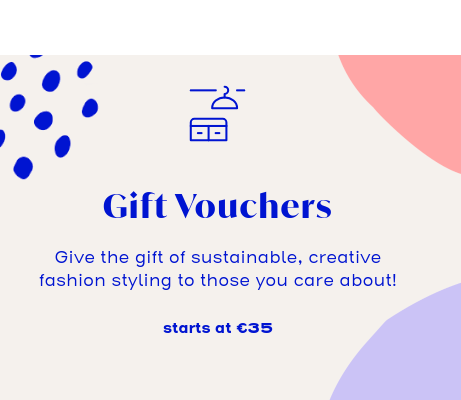 Gift Vouchers
Give the gift of sustainable, creative
fashion styling to those you care about!
starts at €35